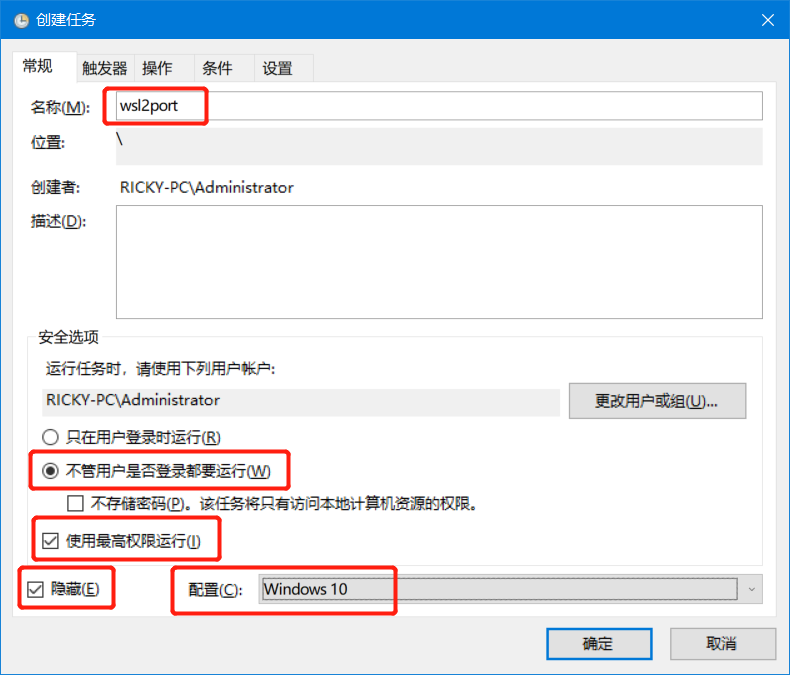 创建任务
常规 触发器 操作 条件 设置
名称(M): wsl2port
位置: \
创建者: RICKY-PC\Administrator
描述(D):
安全选项
运行任务时，请使用下列用户帐户:
RICKY-PC\Administrator 更改用户或组(U)...
只在用户登录时运行(R)
不管用户是否登录都要运行(W)
不存储密码(P)。该任务将只有访问本地计算机资源的权限。
使用最高权限运行(I)
隐藏(E) 配置(C): Windows 10
确定 取消